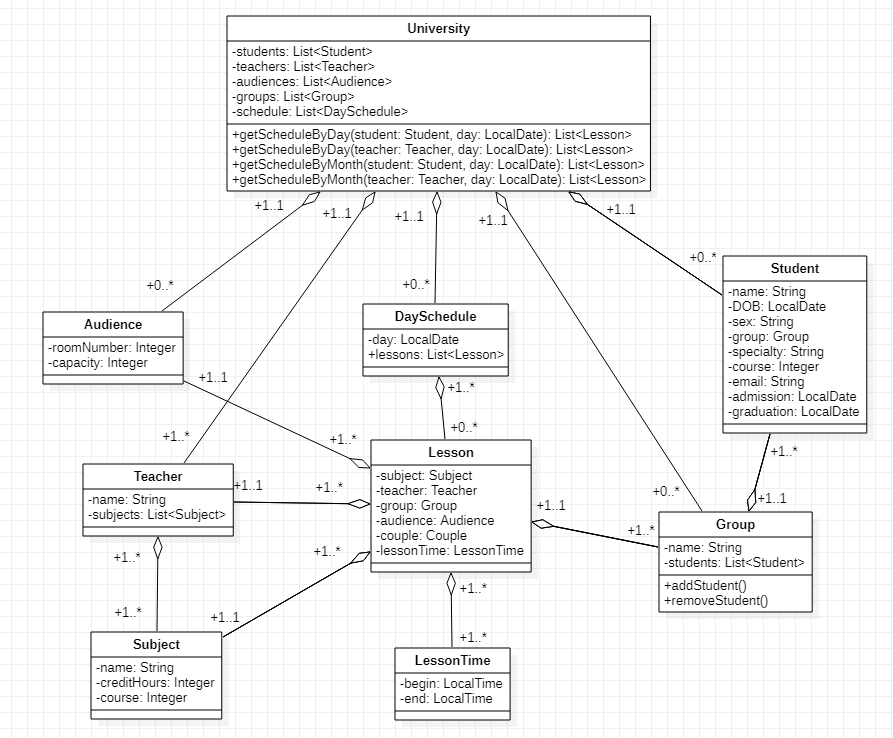 University
-students: List<Student>
-teachers: List<Teacher>
-audiences: List<Audience>
-groups: List<Group>
-schedule: List<DaySchedule>
+getScheduleByDay(student: Student, day: LocalDate): List<Lesson>
+getScheduleByDay(teacher: Teacher, day: LocalDate): List<Lesson>
+getScheduleByMonth(student: Student, day: LocalDate): List<Lesson>
+getScheduleByMonth(teacher: Teacher, day: LocalDate): List<Lesson>
+1..1
+1..1
+1..1
+1..1
+1..1
+0..*
+0..*
+0..*
Student
-name: String
-DOB: LocalDate
-sex: String
-group: Group
-specialty: String
-course: Integer
-email: String
-admission: LocalDate
-graduation: LocalDate
Audience
-roomNumber: Integer
-capacity: Integer
DaySchedule
-day: LocalDate
+lessons: List<Lesson>
+1..1
+1..*
+1..*
+1..*
+0..*
+1..*
Teacher
-name: String
-subjects: List<Subject>
+1..1
+1..*
Lesson
-subject: Subject
-teacher: Teacher
-group: Group
-audience: Audience
-couple: Couple
-lessonTime: LessonTime
+1..1
+1..*
+0..*
+1..1
Group
-name: String
-students: List<Student>
+addStudent()
+removeStudent()
+1..*
+1..*
+1..*
+1..1
+1..*
+1..*
Subject
-name: String
-creditHours: Integer
-course: Integer
LessonTime
-begin: LocalTime
-end: LocalTime